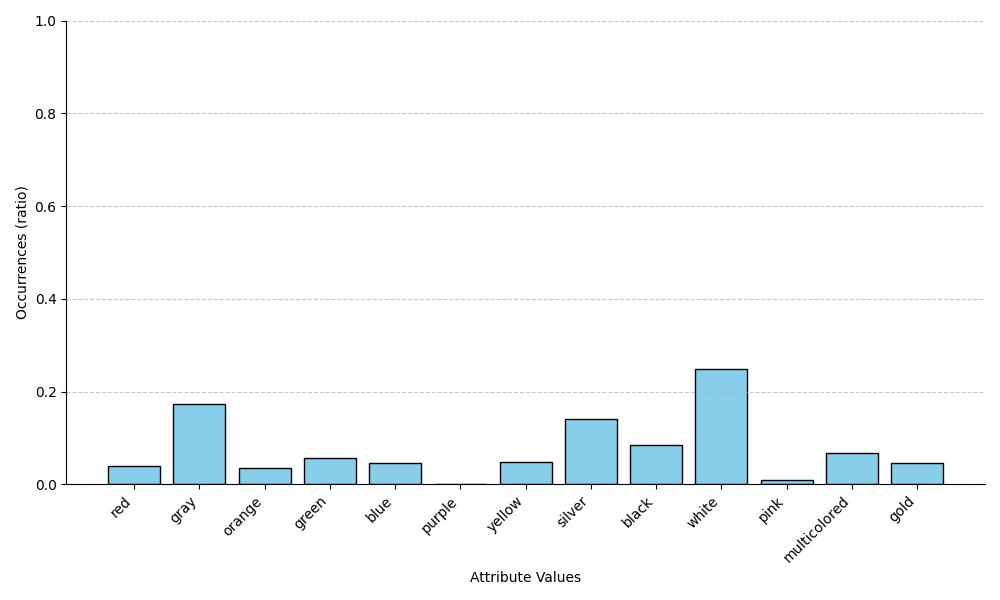 1.0
0.8
0.6
0.4
0.2
0.0
Occurrences (ratio)
red
gray
orange
green
blue
purple
yellow
silver
black
white
pink
multicolored
gold
Attribute Values